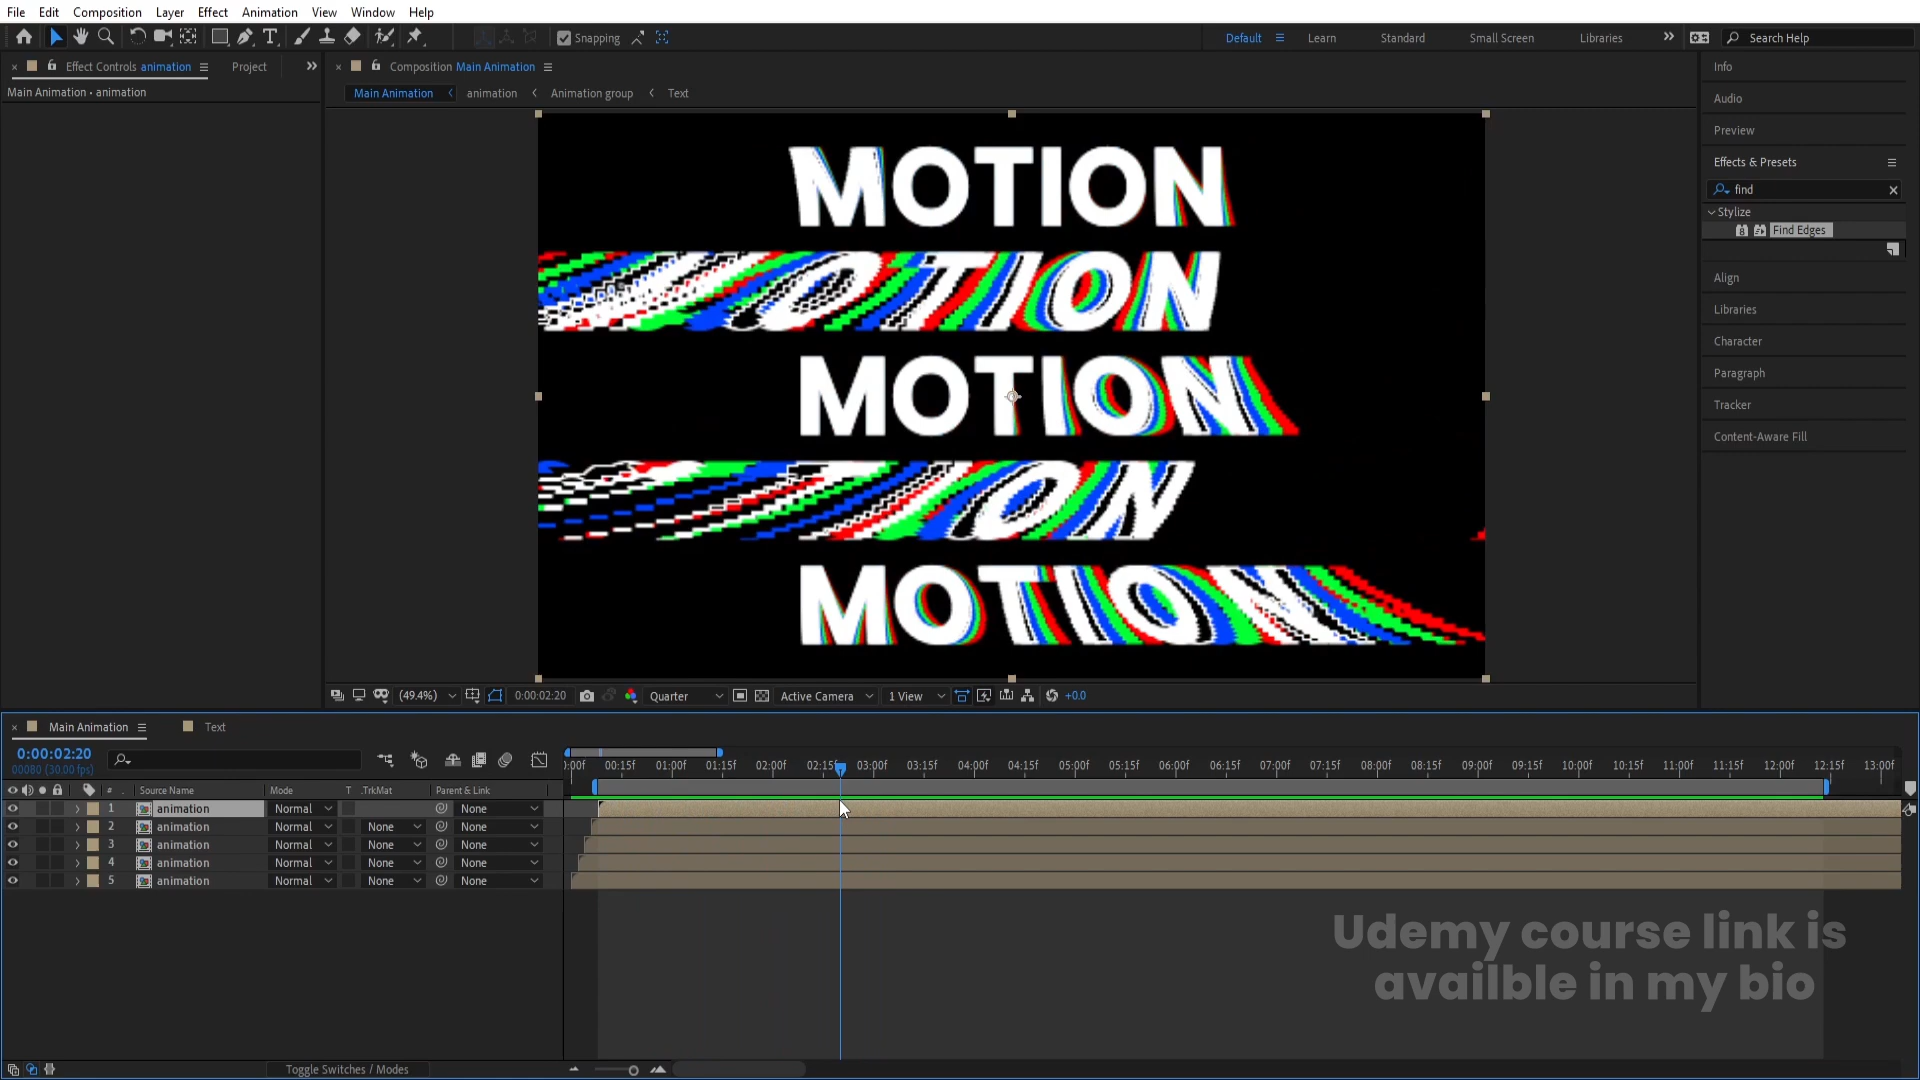 File Edit Composition Layer Effect Animation View Window Help
Snapping Default Learn Standard Small Screen Libraries Search Help
Effect Controls animation Project
Main Animation • animation
Composition Main Animation
Main Animation animation Animation group Text
MOTION
OTION
MOTION
ION
MOTION
(49.4%) 0:00:02:20 Quarter Active Camera 1 View +0.0
Info
Audio
Preview
Effects & Presets
find
Stylize
Find Edges
Align
Libraries
Character
Paragraph
Tracker
Content-Aware Fill
Main Animation Text
0:00:02:20
00080 (30.00 fps)
:00f 00:15f 01:00f 01:15f 02:00f 02:15f 03:00f 03:15f 04:00f 04:15f 05:00f 05:15f 06:00f 06:15f 07:00f 07:15f 08:00f 08:15f 09:00f 09:15f 10:00f 10:15f 11:00f 11:15f 12:00f 12:15f 13:00f
# Source Name Mode T .TrkMat Parent & Link
1 animation Normal None
2 animation Normal None None
3 animation Normal None None
4 animation Normal None None
5 animation Normal None None
Udemy course link is
availble in my bio
Toggle Switches / Modes